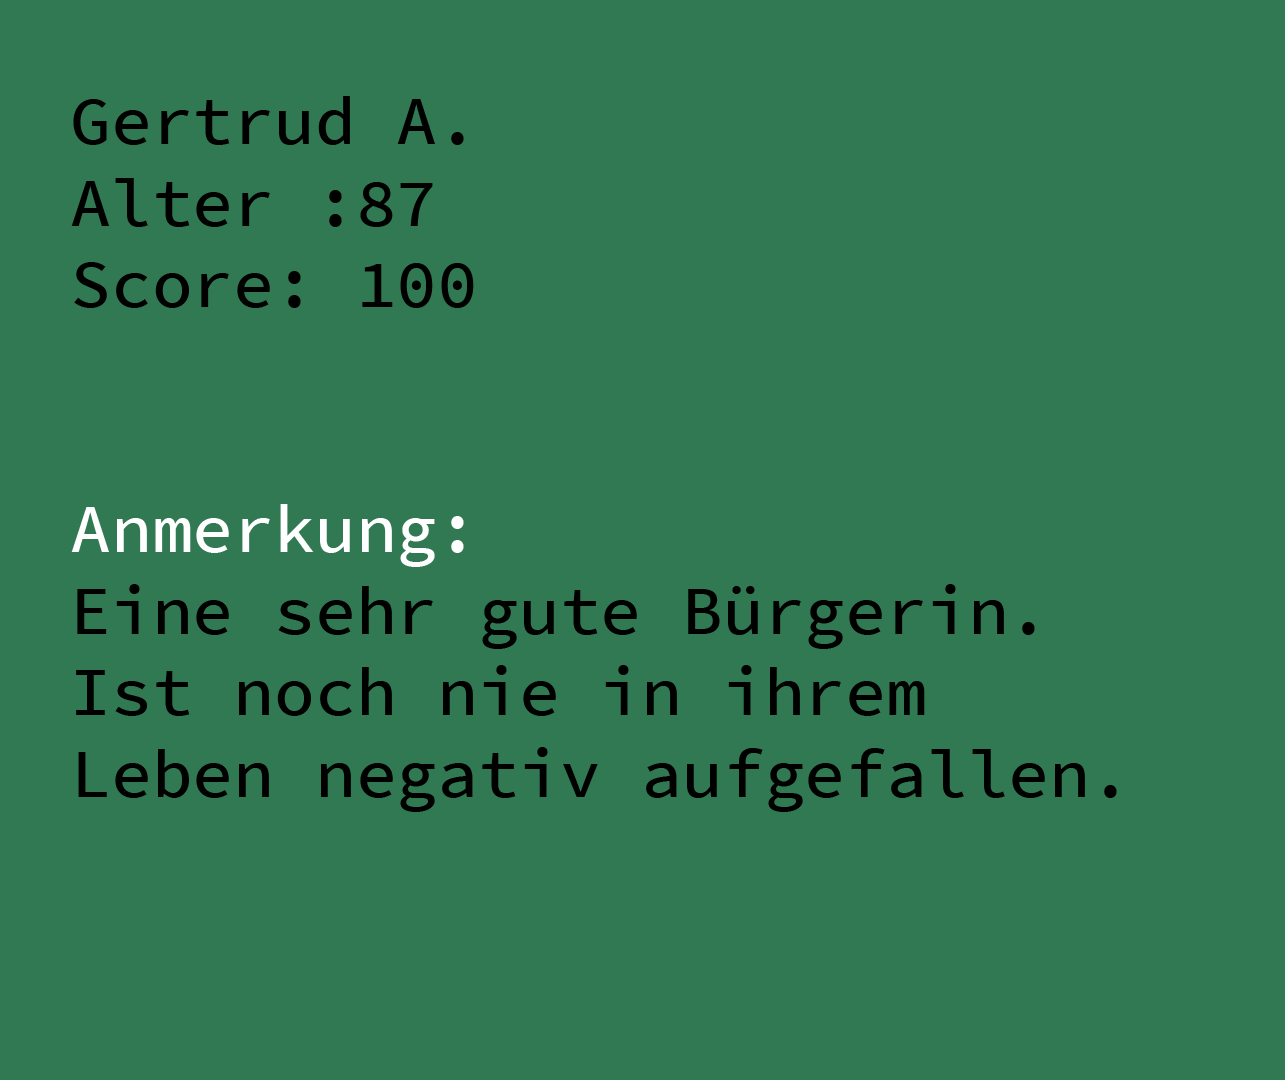 Gertrud A.
Alter :87
Score: 100
Anmerkung:
Eine sehr gute Bürgerin.
Ist noch nie in ihrem
Leben negativ aufgefallen.